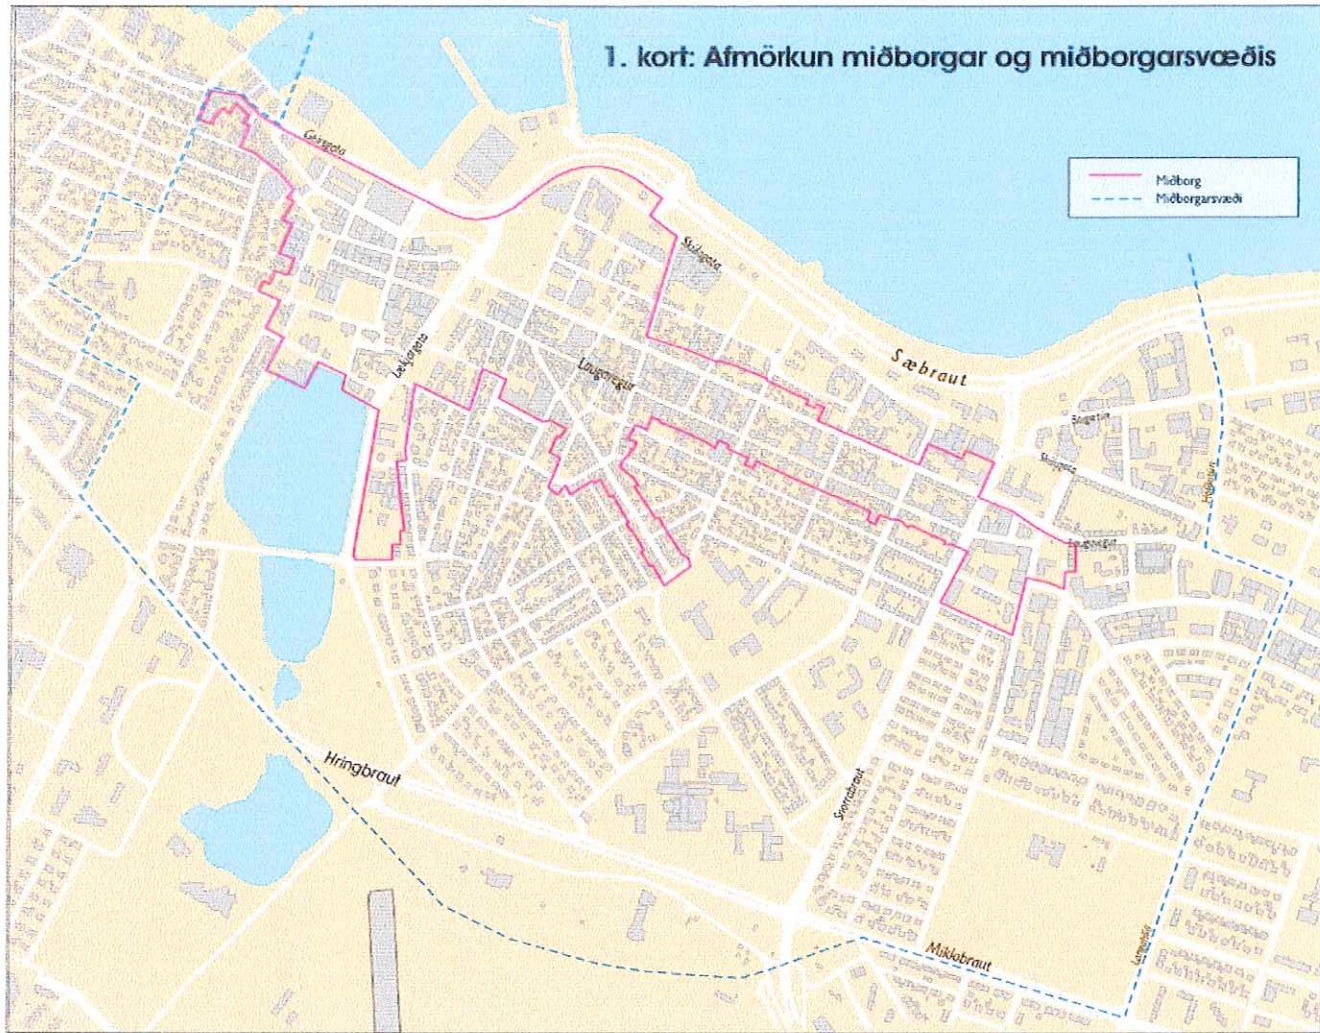 1. kort: Afmörkun miðborgar og miðborgarsvæðis
Miðborg
Miðborgarsvæði
Geirsgata
Skúlagata
Sæbraut
Lækjargata
Laugavegur
Skúlagata
Laugavegur
Hringbraut
Snorrabraut
Miklabraut